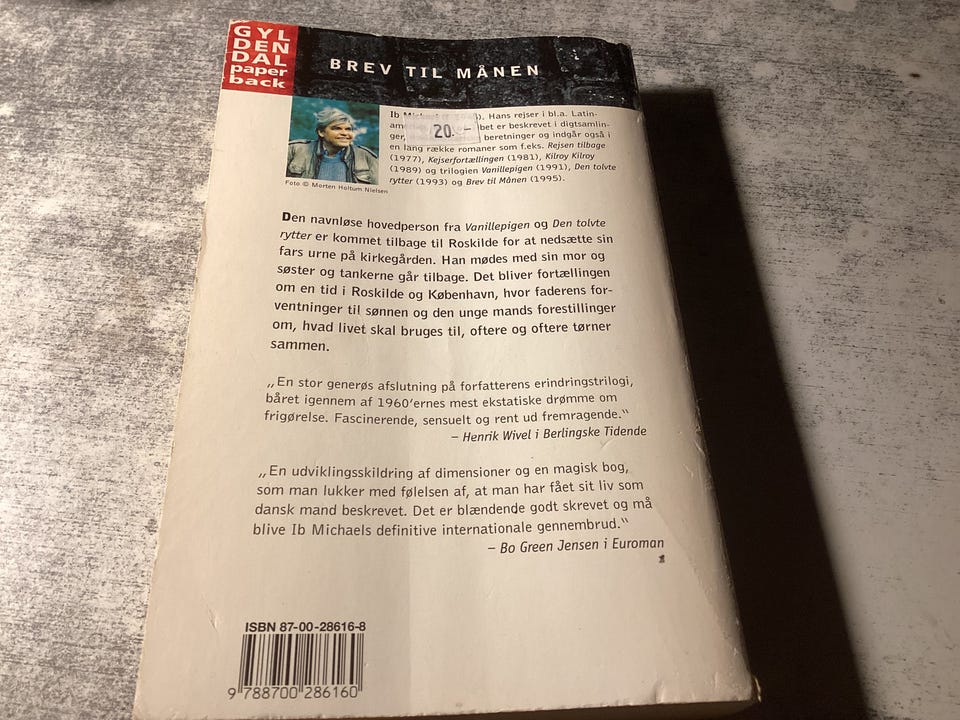 GYL
DEN
DAL
paper
back
BREV TIL MÅNEN
Ib). Hans rejser i bl.a. Latin-
bet er beskrevet i digtsamlin-
ger, beretninger og indgår også i
en lang række romaner som f.eks. Rejsen tilbage
(1977), Kejserfortællingen (1981), Kilroy Kilroy
(1989) og trilogien Vanillepigen (1991), Den tolvte
rytter (1993) og Brev til Månen (1995).
20.-
Foto © Morten Holtum Nielsen
Den navnløse hovedperson fra Vanillepigen og Den tolvte
rytter er kommet tilbage til Roskilde for at nedsætte sin
fars urne på kirkegården. Han mødes med sin mor og
søster og tankerne går tilbage. Det bliver fortællingen
om en tid i Roskilde og København, hvor faderens for-
ventninger til sønnen og den unge mands forestillinger
om, hvad livet skal bruges til, oftere og oftere tørner
sammen.
„En stor generøs afslutning på forfatterens erindringstrilogi,
båret igennem af 1960'ernes mest ekstatiske drømme om
frigørelse. Fascinerende, sensuelt og rent ud fremragende.“
– Henrik Wivel i Berlingske Tidende
„En udviklingsskildring af dimensioner og en magisk bog,
som man lukker med følelsen af, at man har fået sit liv som
dansk mand beskrevet. Det er blændende godt skrevet og må
blive Ib Michaels definitive internationale gennembrud.“
– Bo Green Jensen i Euroman
ISBN 87-00-28616-8
9 788700 286160